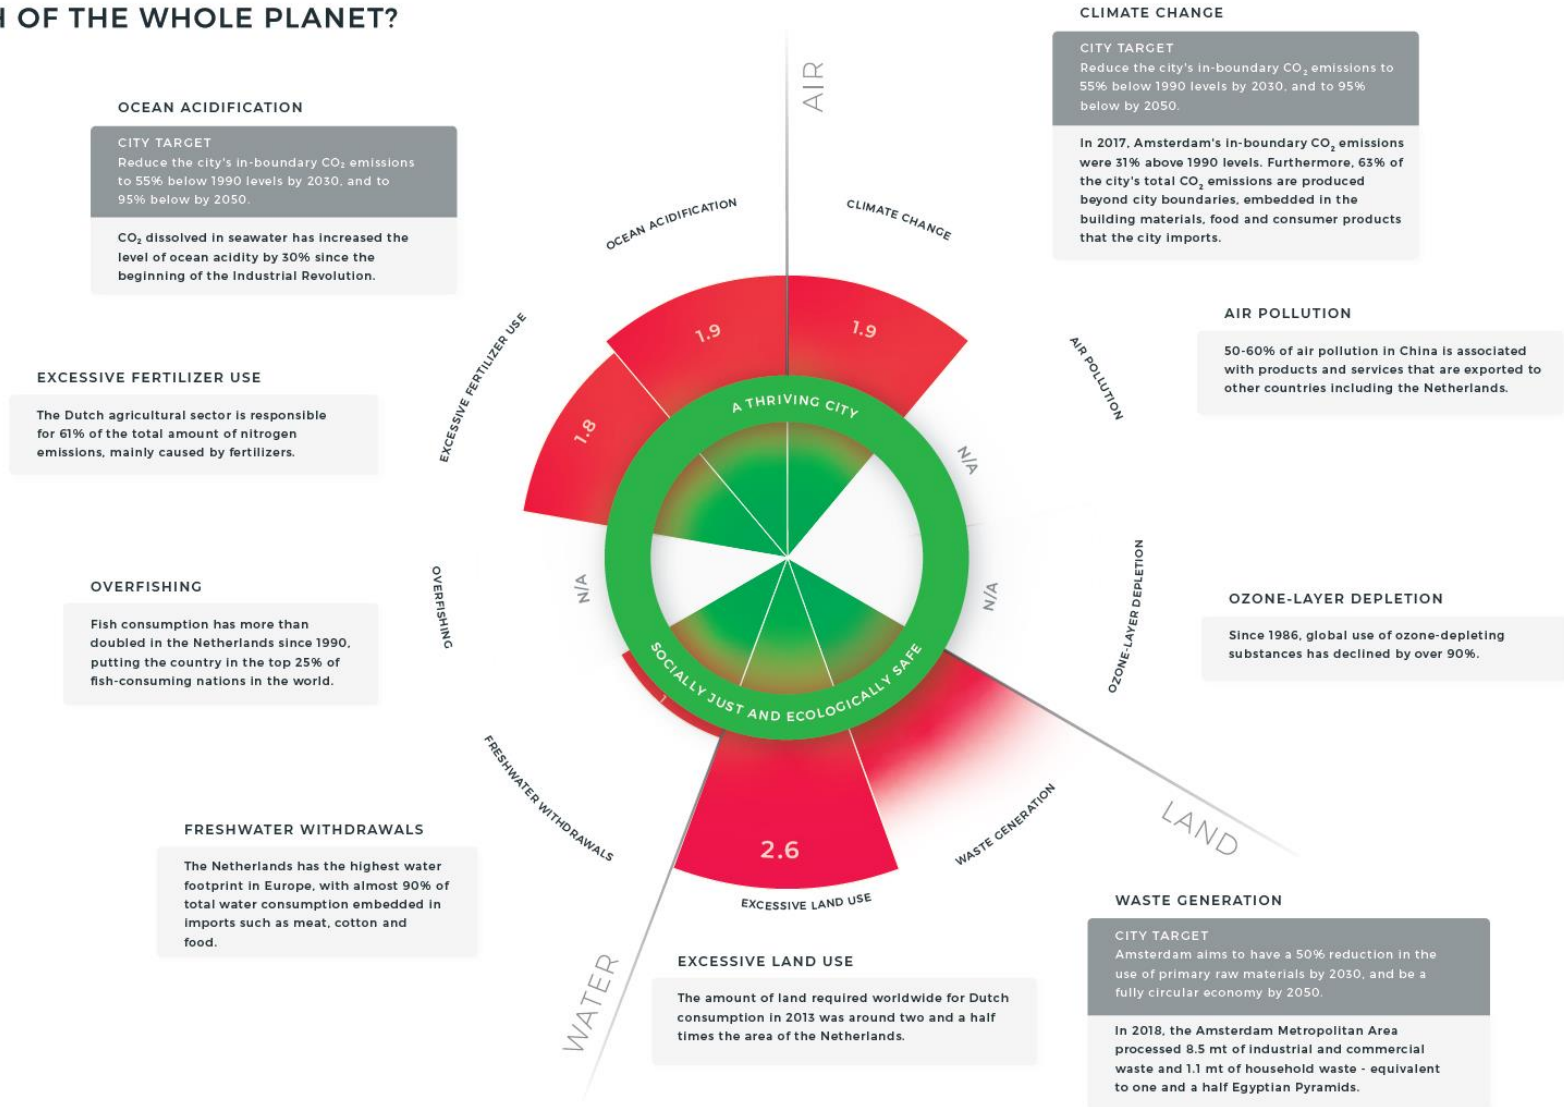 H OF THE WHOLE PLANET?
CLIMATE CHANGE
CITY TARGET
Reduce the city's in-boundary CO₂ emissions to
55% below 1990 levels by 2030, and to 95%
below by 2050.
In 2017, Amsterdam's in-boundary CO₂ emissions
were 31% above 1990 levels. Furthermore, 63% of
the city's total CO₂ emissions are produced
beyond city boundaries, embedded in the
building materials, food and consumer products
that the city imports.
OCEAN ACIDIFICATION
CITY TARGET
Reduce the city's in-boundary CO₂ emissions
to 55% below 1990 levels by 2030, and to
95% below by 2050.
CO₂ dissolved in seawater has increased the
level of ocean acidity by 30% since the
beginning of the Industrial Revolution.
AIR
OCEAN ACIDIFICATION
CLIMATE CHANGE
AIR POLLUTION
50-60% of air pollution in China is associated
with products and services that are exported to
other countries including the Netherlands.
EXCESSIVE FERTILIZER USE
The Dutch agricultural sector is responsible
for 61% of the total amount of nitrogen
emissions, mainly caused by fertilizers.
EXCESSIVE FERTILIZER USE
AIR POLLUTION
1.9
1.9
1.8
A THRIVING CITY
N/A
OVERFISHING
Fish consumption has more than
doubled in the Netherlands since 1990,
putting the country in the top 25% of
fish-consuming nations in the world.
OVERFISHING
N/A
N/A
OZONE-LAYER DEPLETION
OZONE-LAYER DEPLETION
Since 1986, global use of ozone-depleting
substances has declined by over 90%.
SOCIALLY JUST AND ECOLOGICALLY SAFE
1
FRESHWATER WITHDRAWALS
The Netherlands has the highest water
footprint in Europe, with almost 90% of
total water consumption embedded in
imports such as meat, cotton and
food.
FRESHWATER WITHDRAWALS
2.6
WASTE GENERATION
LAND
EXCESSIVE LAND USE
WATER
EXCESSIVE LAND USE
The amount of land required worldwide for Dutch
consumption in 2013 was around two and a half
times the area of the Netherlands.
WASTE GENERATION
CITY TARGET
Amsterdam aims to have a 50% reduction in the
use of primary raw materials by 2030, and be a
fully circular economy by 2050.
In 2018, the Amsterdam Metropolitan Area
processed 8.5 mt of industrial and commercial
waste and 1.1 mt of household waste - equivalent
to one and a half Egyptian Pyramids.